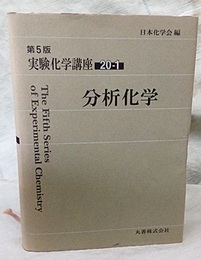 日本化学会 編
第5版
実験化学講座 20-1
The Fifth Series
of Experimental Chemistry
分析化学
丸善株式会社